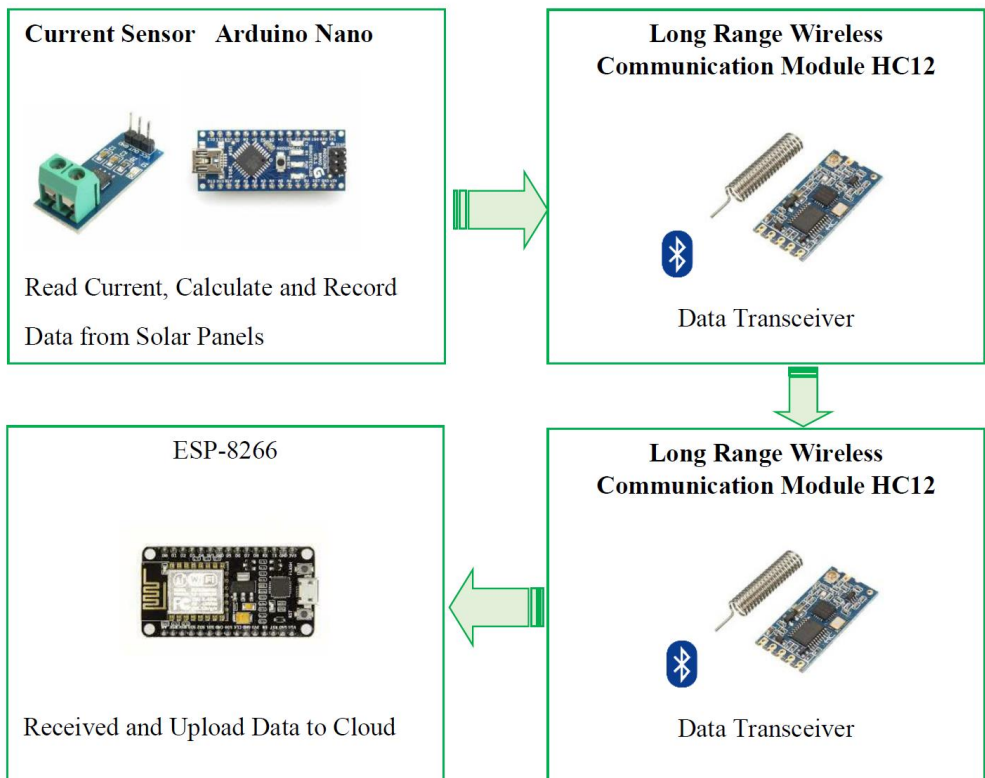 Current Sensor Arduino Nano
Read Current, Calculate and Record
Data from Solar Panels
Long Range Wireless
Communication Module HC12
Data Transceiver
ESP-8266
Received and Upload Data to Cloud
Long Range Wireless
Communication Module HC12
Data Transceiver